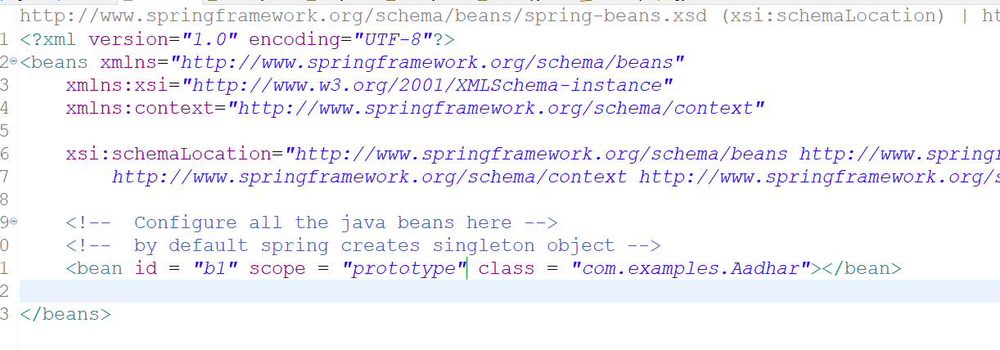 http://www.springframework.org/schema/beans/spring-beans.xsd (xsi:schemaLocation) |
1 <?xml version="1.0" encoding="UTF-8"?>
2 <beans xmlns="http://www.springframework.org/schema/beans"
3 xmlns:xsi="http://www.w3.org/2001/XMLSchema-instance"
4 xmlns:context="http://www.springframework.org/schema/context"
5
6 xsi:schemaLocation="http://www.springframework.org/schema/beans http://www.spring
7 http://www.springframework.org/schema/context http://www.springframework.org/s
8
9 <!-- Configure all the java beans here -->
0 <!-- by default spring creates singleton object -->
1 <bean id = "b1" scope = "prototype" class = "com.examples.Aadhar"></bean>
2
3 </beans>